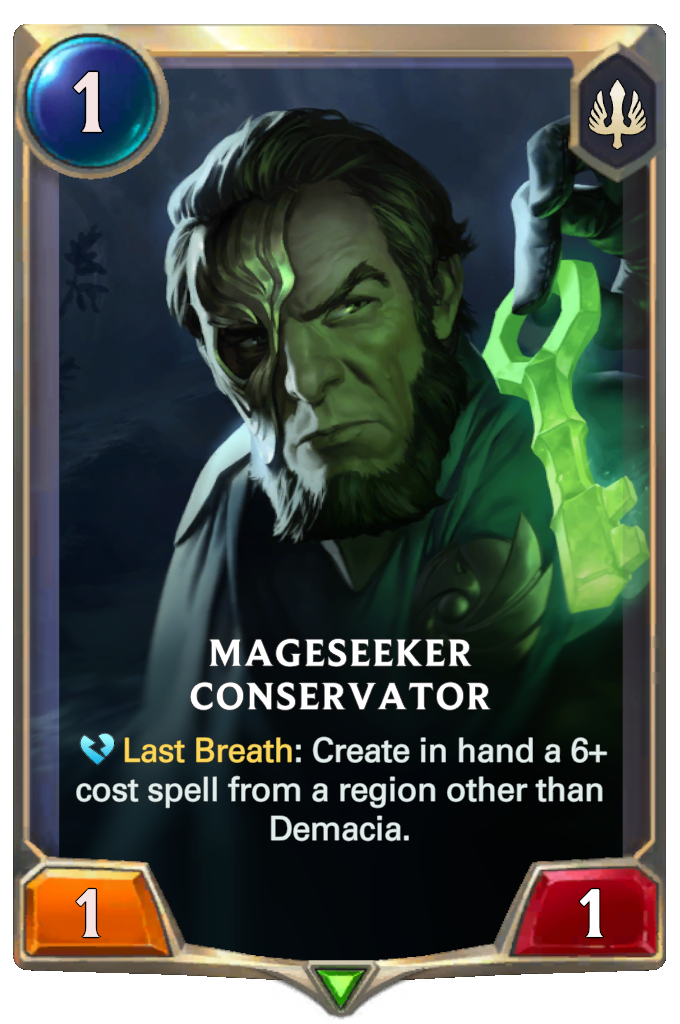 1
MAGESEEKER
CONSERVATOR
Last Breath: Create in hand a 6+
cost spell from a region other than
Demacia.
1
1